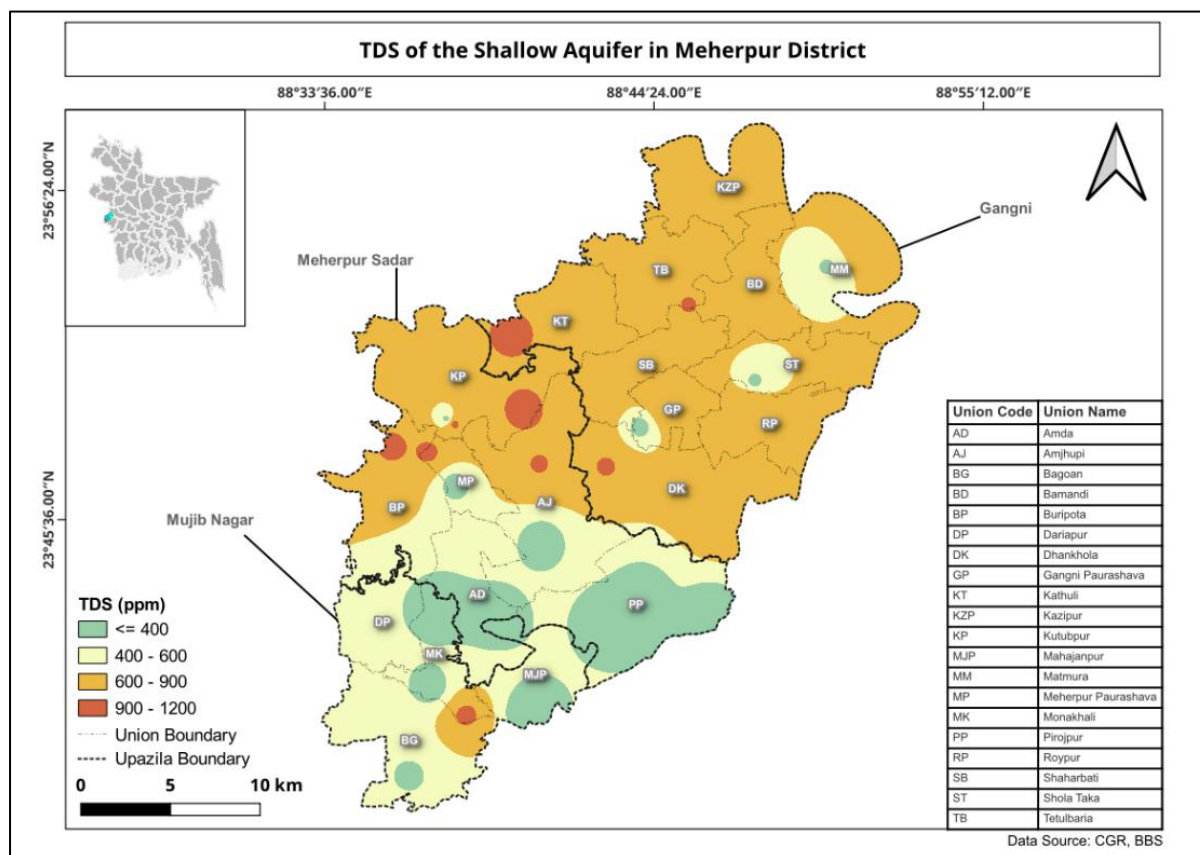 TDS of the Shallow Aquifer in Meherpur District
88°33′36.00″E 88°44′24.00″E 88°55′12.00″E
23°56′24.00″N
23°45′36.00″N
Gangni
Meherpur Sadar
Mujib Nagar
KZP
TB
BD
MM
KT
SB
ST
KP
GP
RP
MP
AJ
DK
BP
AD
PP
DP
MK
MJP
BG
TDS (ppm)
<= 400
400 - 600
600 - 900
900 - 1200
Union Boundary
Upazila Boundary
0 5 10 km
Union Code Union Name
AD Amda
AJ Amjhupi
BG Bagoan
BD Bamandi
BP Buripota
DP Dariapur
DK Dhankhola
GP Gangni Paurashava
KT Kathuli
KZP Kazipur
KP Kutubpur
MJP Mahajanpur
MM Matmura
MP Meherpur Paurashava
MK Monakhali
PP Pirojpur
RP Roypur
SB Shaharbati
ST Shola Taka
TB Tetulbaria
Data Source: CGR, BBS